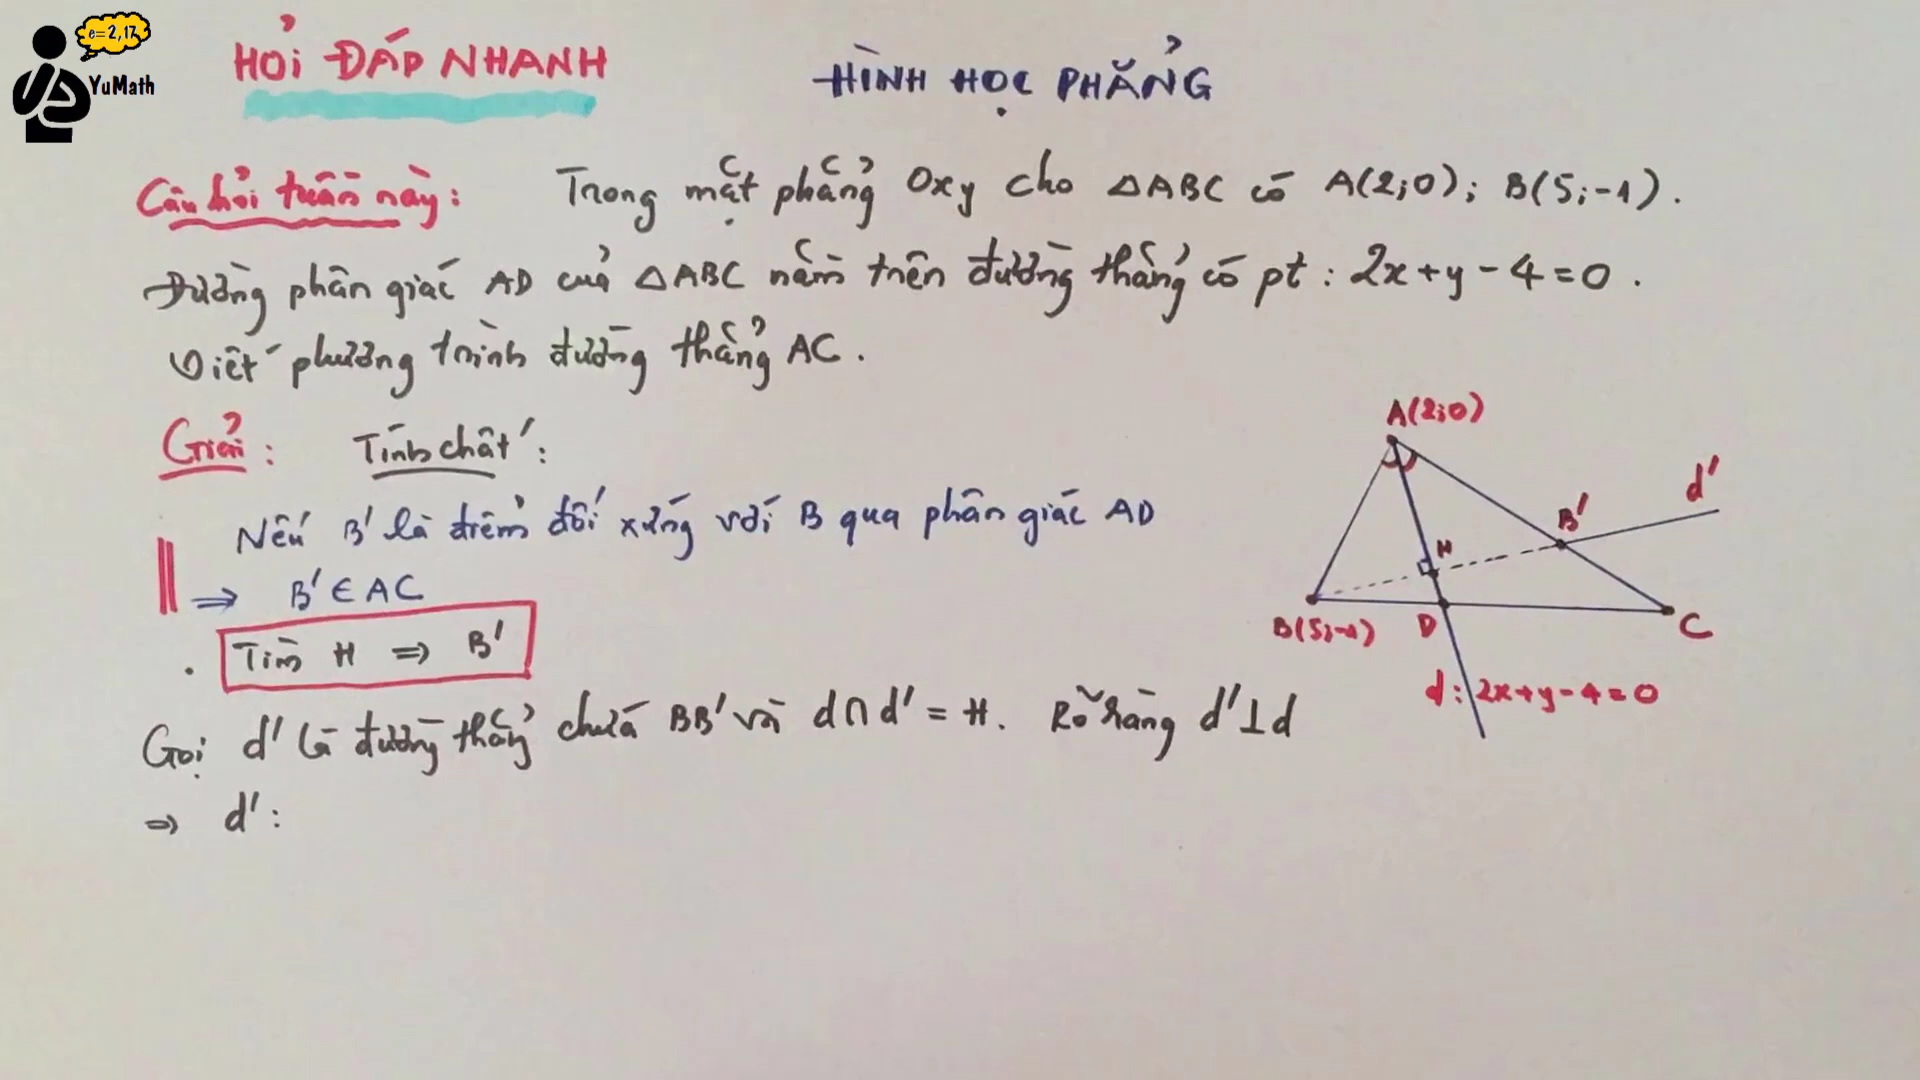 e=2,17
YuMath
HỎI ĐÁP NHANH
HÌNH HỌC PHẲNG
Câu hỏi tuần này: Trong mặt phẳng Oxy cho △ABC có A(2;0); B(5;-1).
Đường phân giác AD của △ABC nằm trên đường thẳng có pt: 2x+y-4=0.
Viết phương trình đường thẳng AC.
Giải: Tính chất:
Nếu B' là điểm đối xứng với B qua phân giác AD
⇒ B' ∈ AC
. Tìm H ⇒ B'
Gọi d' là đường thẳng chứa BB' và d∩d' = H. Rõ ràng d'⊥d
⇒ d':
A(2;0)
d'
B'
H
B(5;-1)
D
C
d: 2x+y-4=0